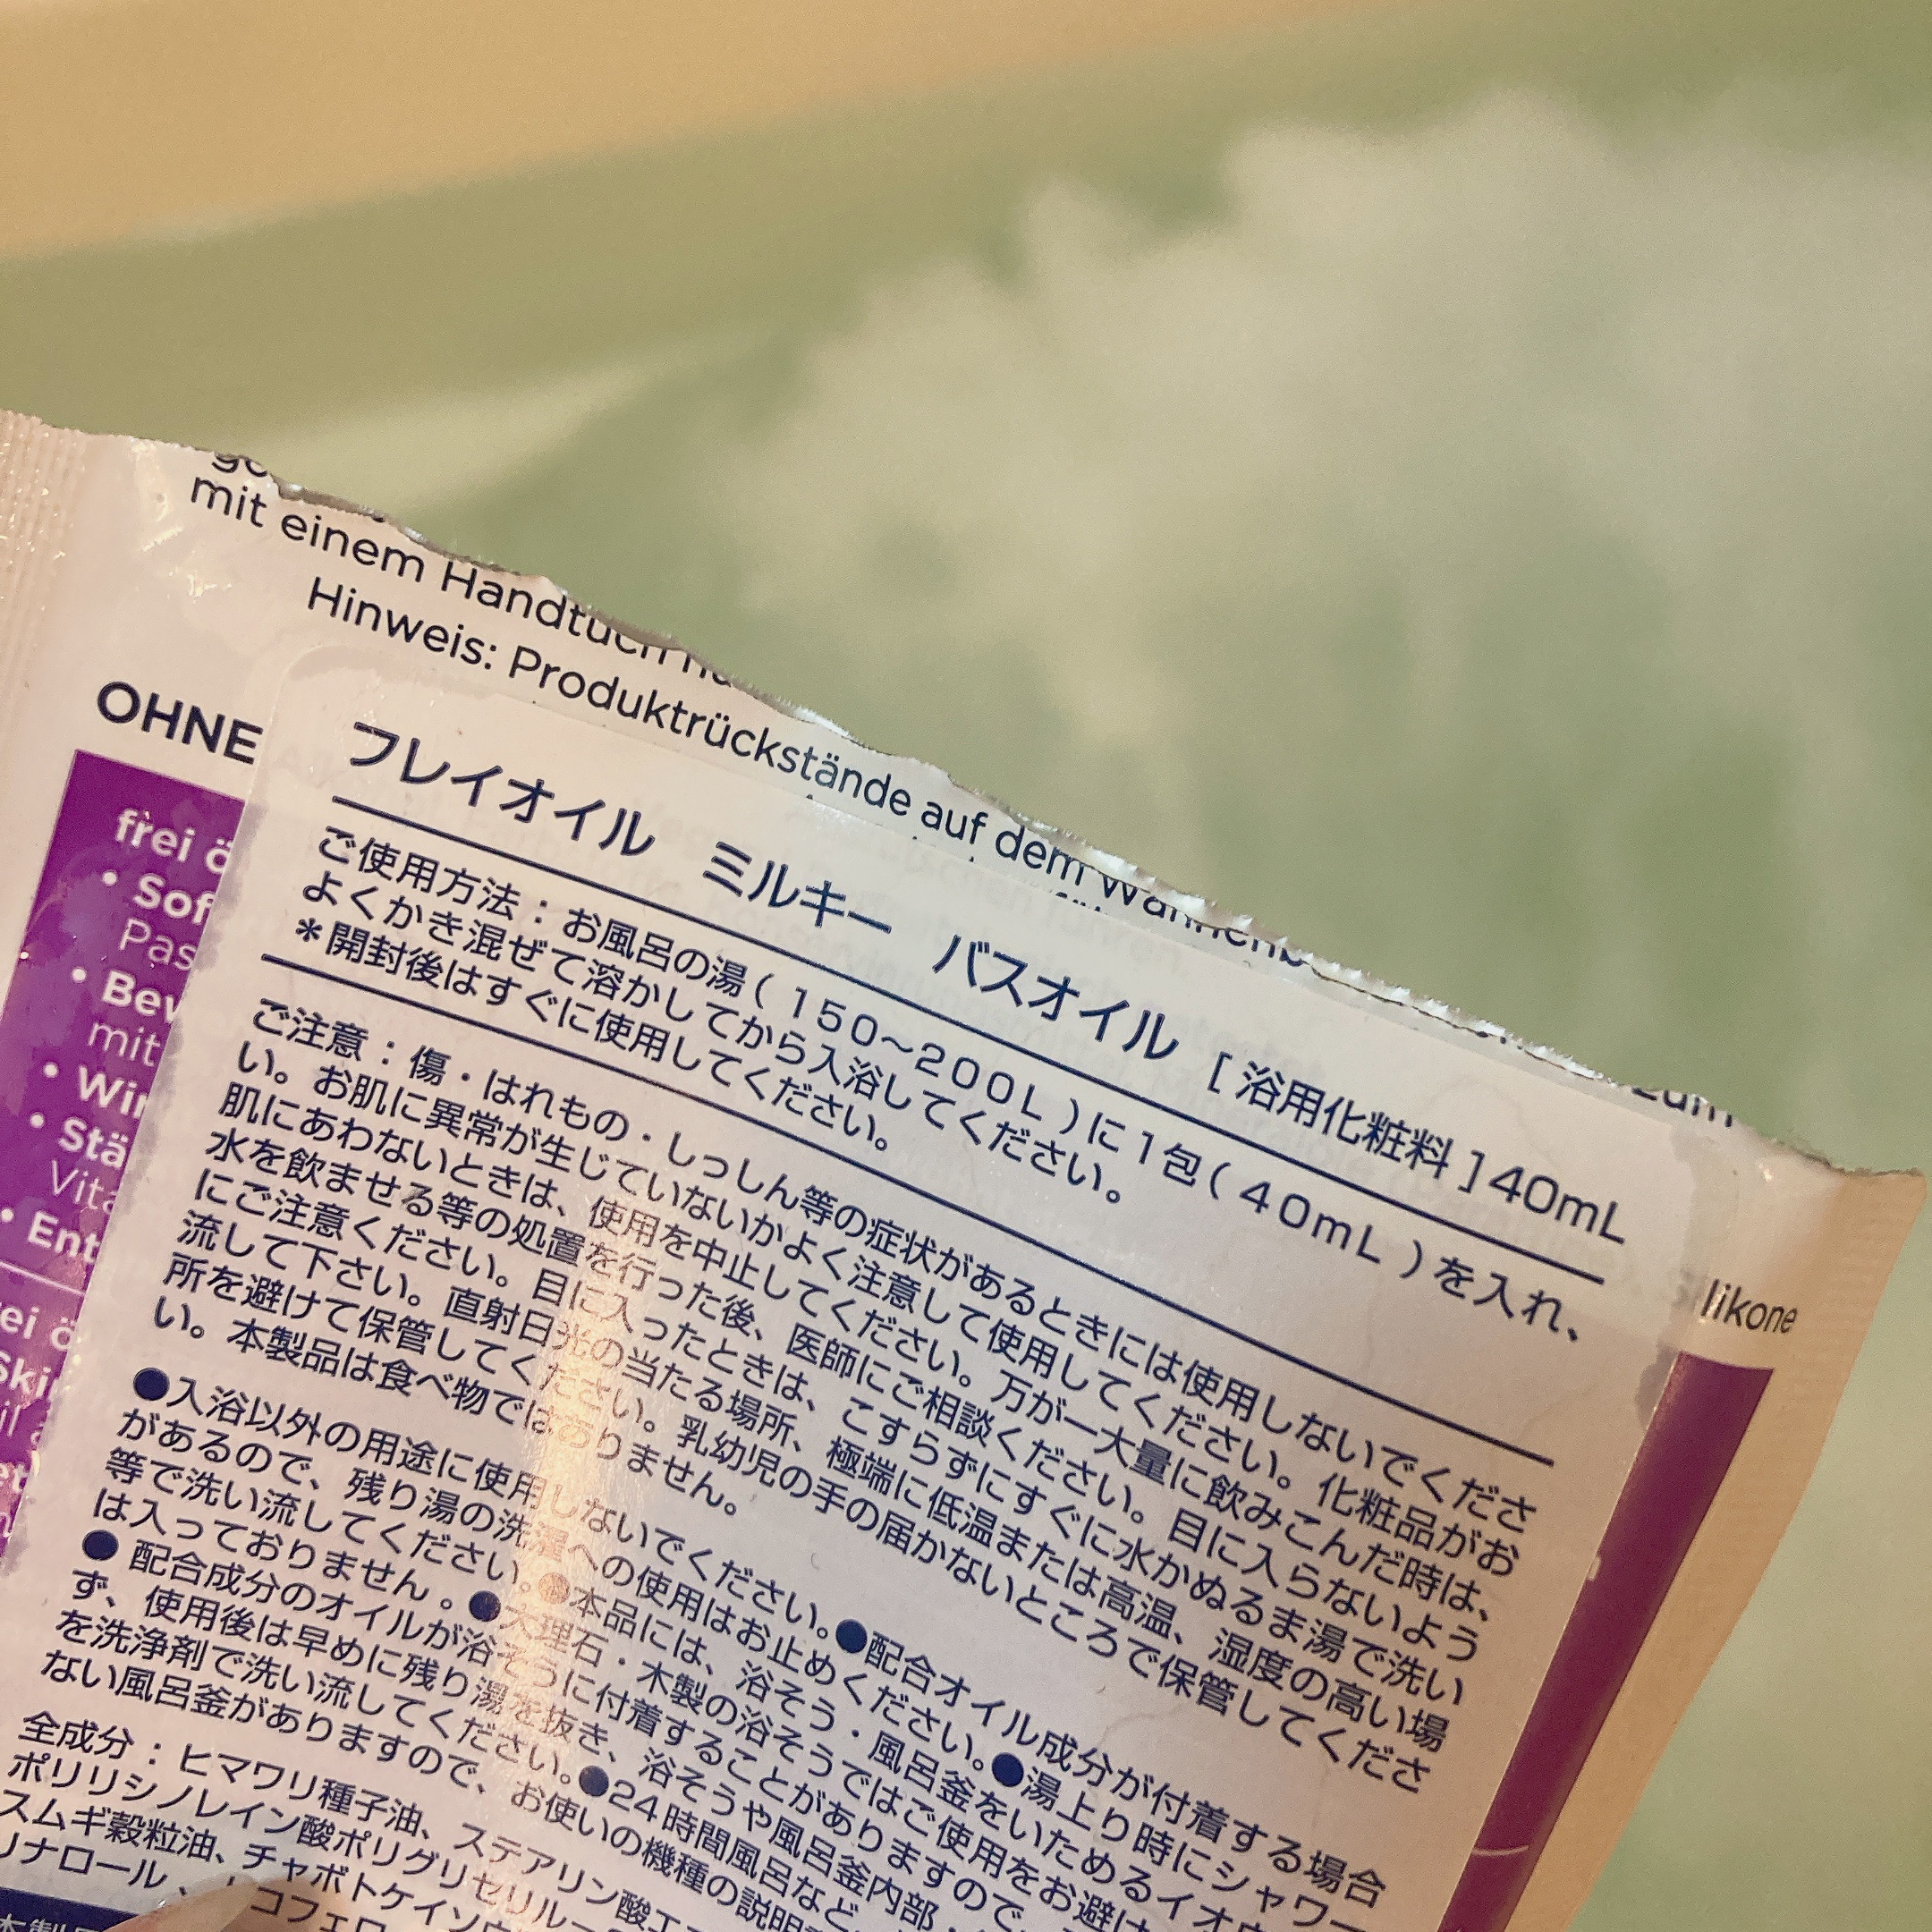 mit einem Handtuch
Hinweis: Produktrückstände auf dem
OHNE
likone
frei
フレイオイル ミルキー バスオイル [浴用化粧料]40mL
ご使用方法:お風呂の湯(150~200L)に1包(40mL)を入れ、
よくかき混ぜて溶かしてから入浴してください。
*開封後はすぐに使用してください。
ご注意:傷・はれもの・しっしん等の症状があるときには使用しないでくださ
い。お肌に異常が生じていないかよく注意して使用してください。化粧品がお
肌にあわないときは、使用を中止してください。万が一大量に飲みこんだ時は、
水を飲ませる等の処置を行った後、医師にご相談ください。目に入らないよう
にご注意ください。目に入ったときは、こすらずにすぐに水かぬるま湯で洗い
流して下さい。直射日光の当たる場所、極端に低温または高温、湿度の高い場
所を避けて保管してください。乳幼児の手の届かないところで保管してくださ
い。本製品は食べ物ではありません。
●入浴以外の用途に使用しないでください。●配合オイル成分が付着する場合
があるので、残り湯の洗濯への使用はお止めください。●湯上り時にシャワー
等で洗い流してください。●本品には、浴そう・風呂釜をいためるイオウ
は入っておりません。●大理石・木製の浴そうではご使用をお避け
●配合成分のオイルが浴そうに付着することがありますので
ず、使用後は早めに残り湯を抜き、浴そうや風呂釜内部・
を洗浄剤で洗い流してください。●24時間風呂など、
ない風呂釜がありますので、お使いの機種の説明
全成分:ヒマワリ種子油、ステアリン酸
ポリリシノレイン酸ポリグリセリル
スムギ穀粒油、チャボトケイソウ
リナロール、トコフェロ